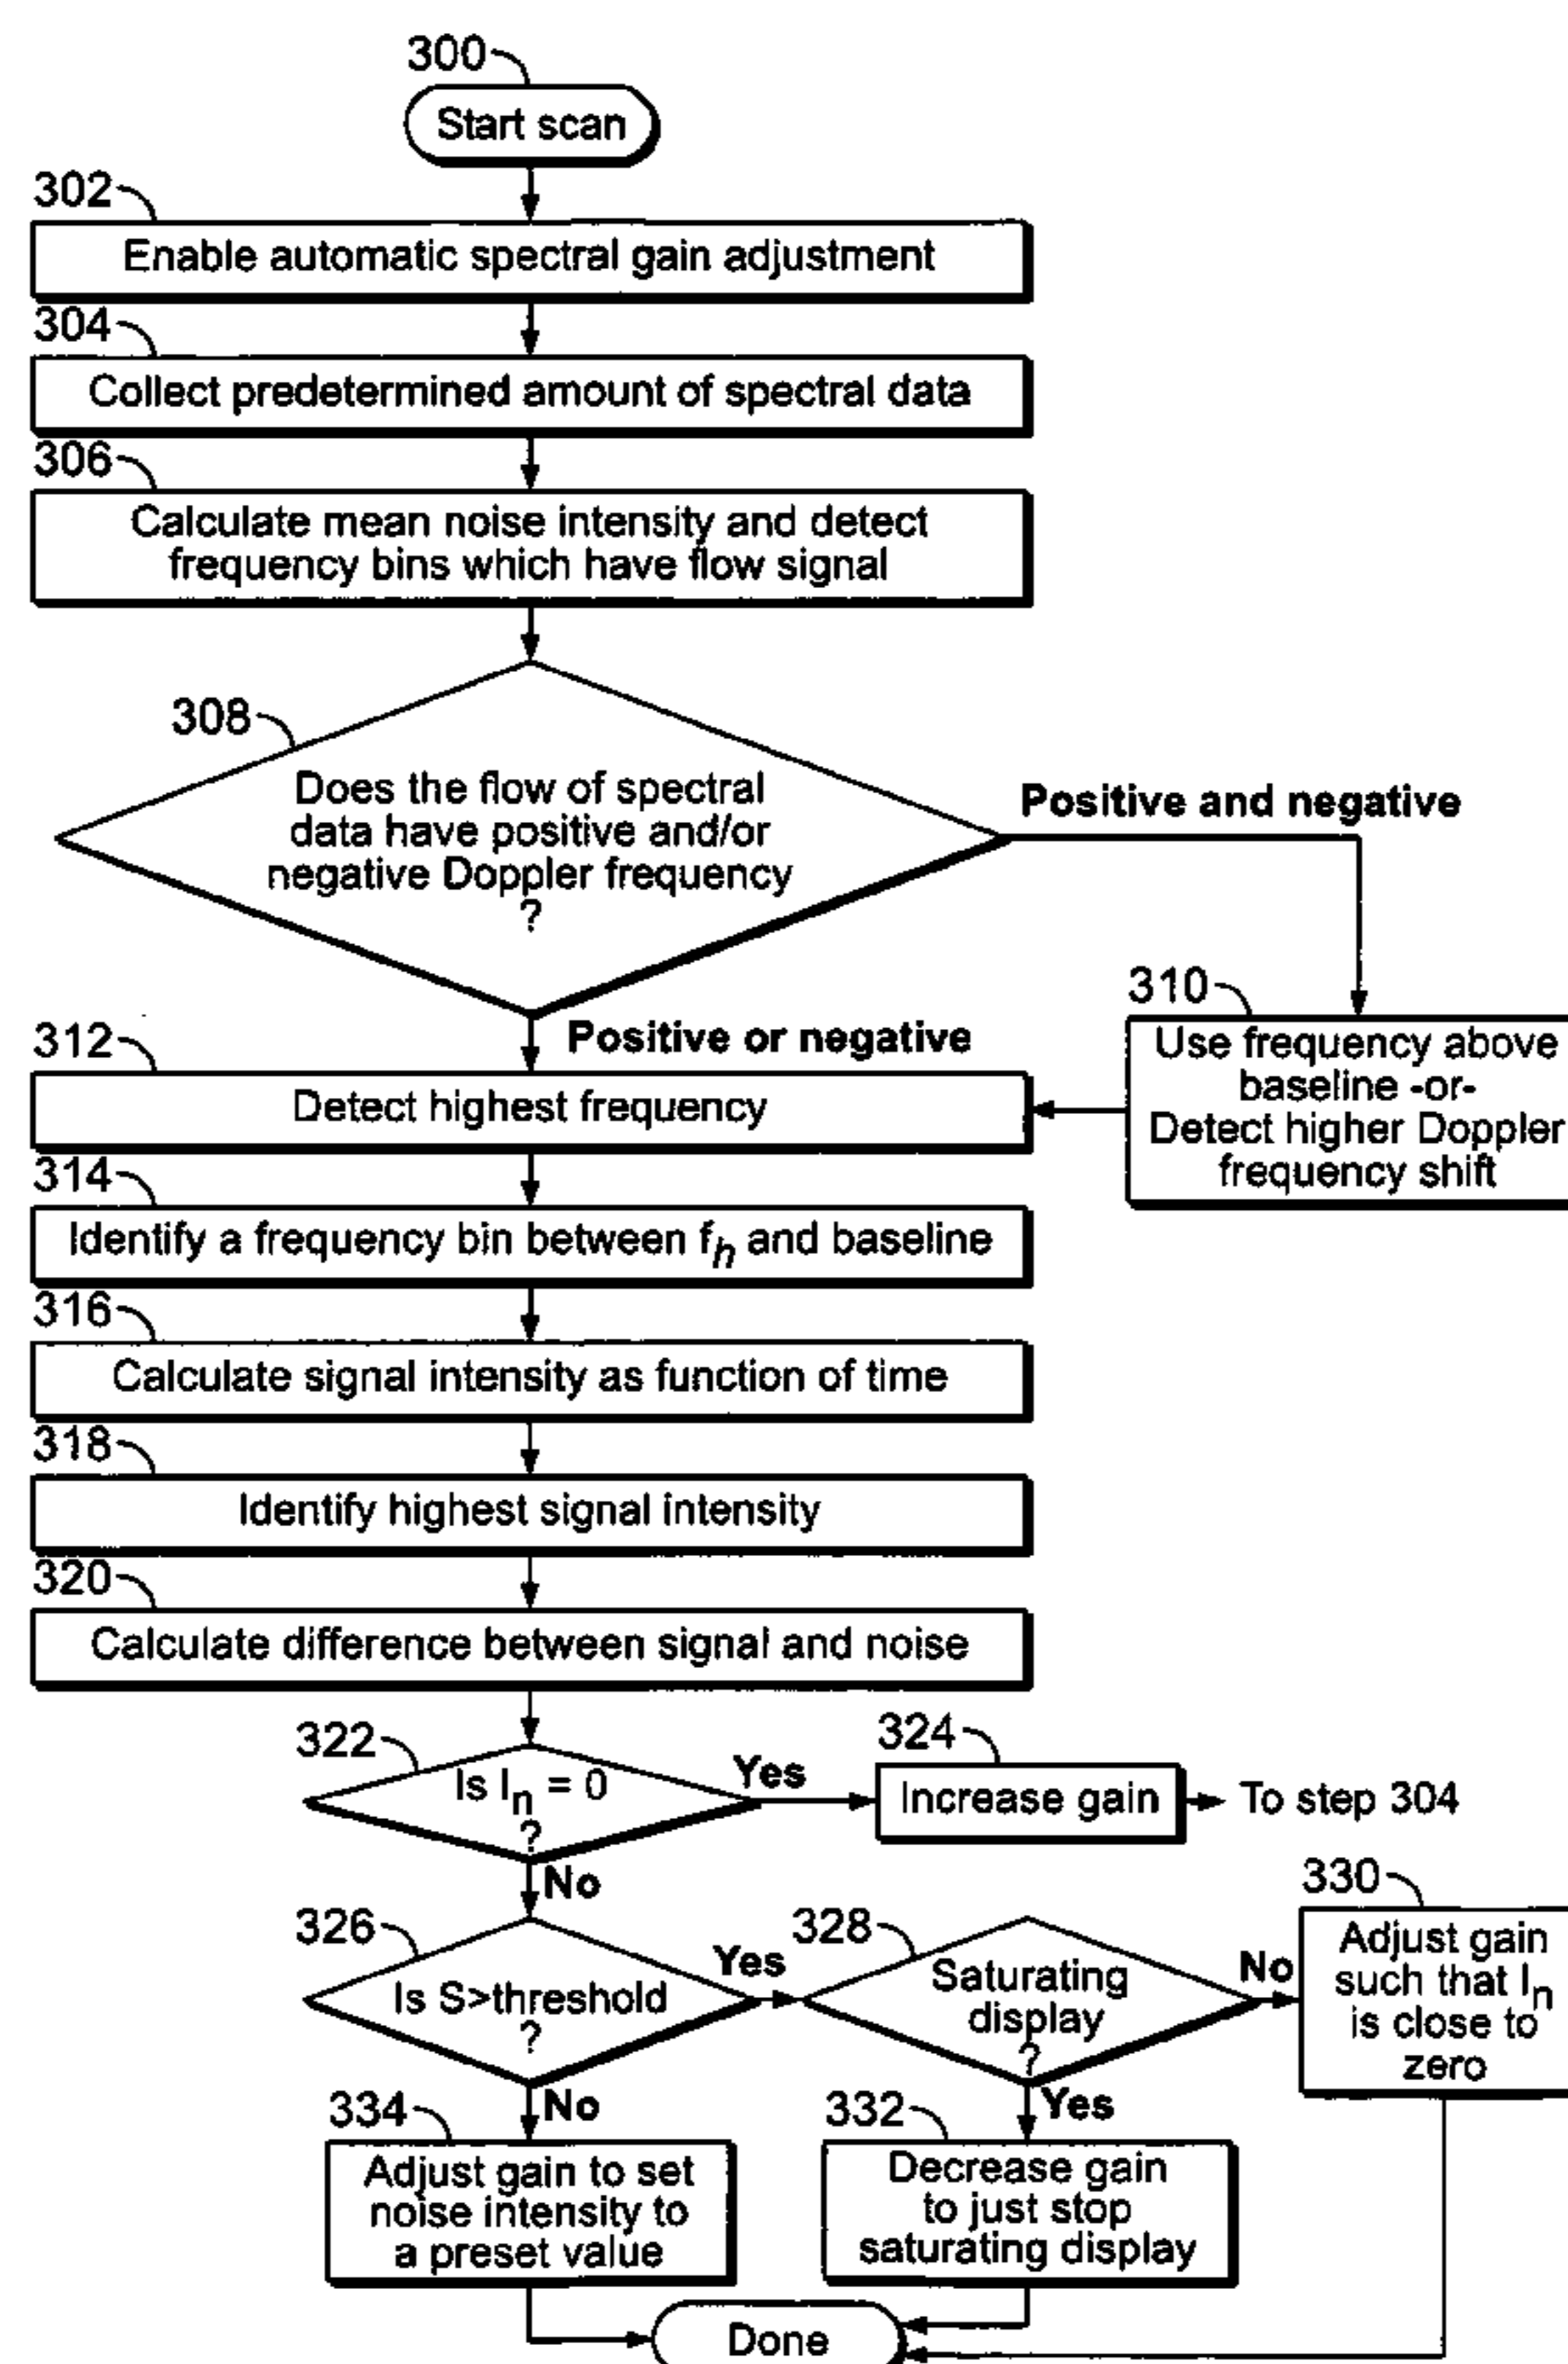 300
Start scan
302
Enable automatic spectral gain adjustment
304
Collect predetermined amount of spectral data
306
Calculate mean noise intensity and detect
frequency bins which have flow signal
308
Does the flow of spectral
data have positive and/or
negative Doppler frequency
?
Positive and negative
310
Use frequency above
baseline -or-
Detect higher Doppler
frequency shift
Positive or negative
312
Detect highest frequency
314
Identify a frequency bin between fh and baseline
316
Calculate signal intensity as function of time
318
Identify highest signal intensity
320
Calculate difference between signal and noise
322
Is In = 0
?
Yes
324
Increase gain
To step 304
No
326
Is S>threshold
?
Yes
328
Saturating
display
?
No
330
Adjust gain
such that In
is close to
zero
No
334
Adjust gain to set
noise intensity to
a preset value
Yes
332
Decrease gain
to just stop
saturating display
Done